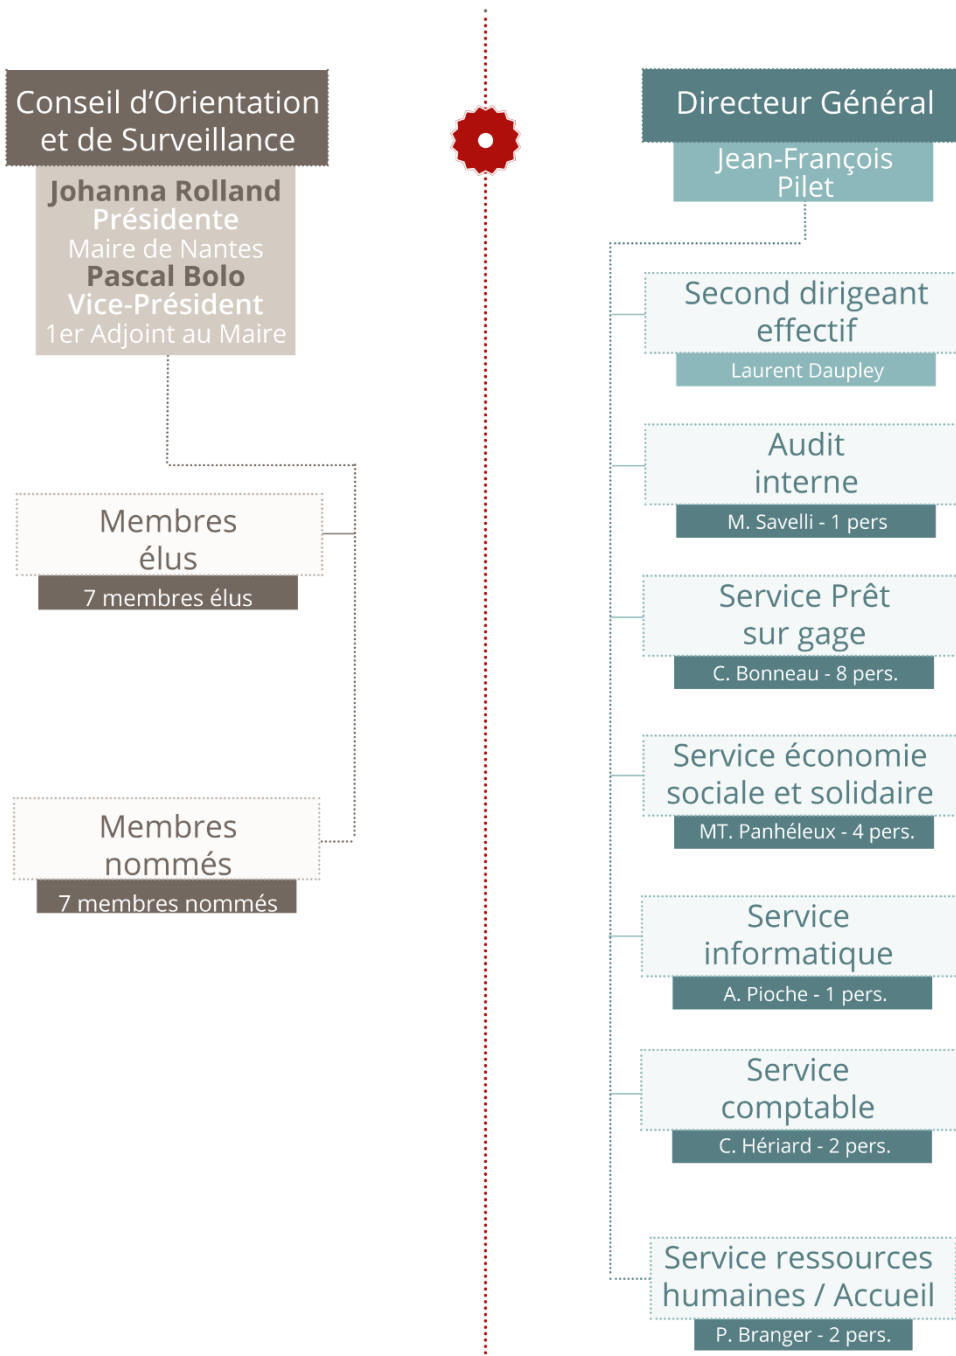 Conseil d’Orientation
et de Surveillance
Johanna Rolland
Présidente
Maire de Nantes
Pascal Bolo
Vice-Président
1er Adjoint au Maire
Membres
élus
7 membres élus
Membres
nommés
7 membres nommés
Directeur Général
Jean-François
Pilet
Second dirigeant
effectif
Laurent Daupley
Audit
interne
M. Savelli - 1 pers
Service Prêt
sur gage
C. Bonneau - 8 pers.
Service économie
sociale et solidaire
MT. Panhéleux - 4 pers.
Service
informatique
A. Pioche - 1 pers.
Service
comptable
C. Hériard - 2 pers.
Service ressources
humaines / Accueil
P. Branger - 2 pers.